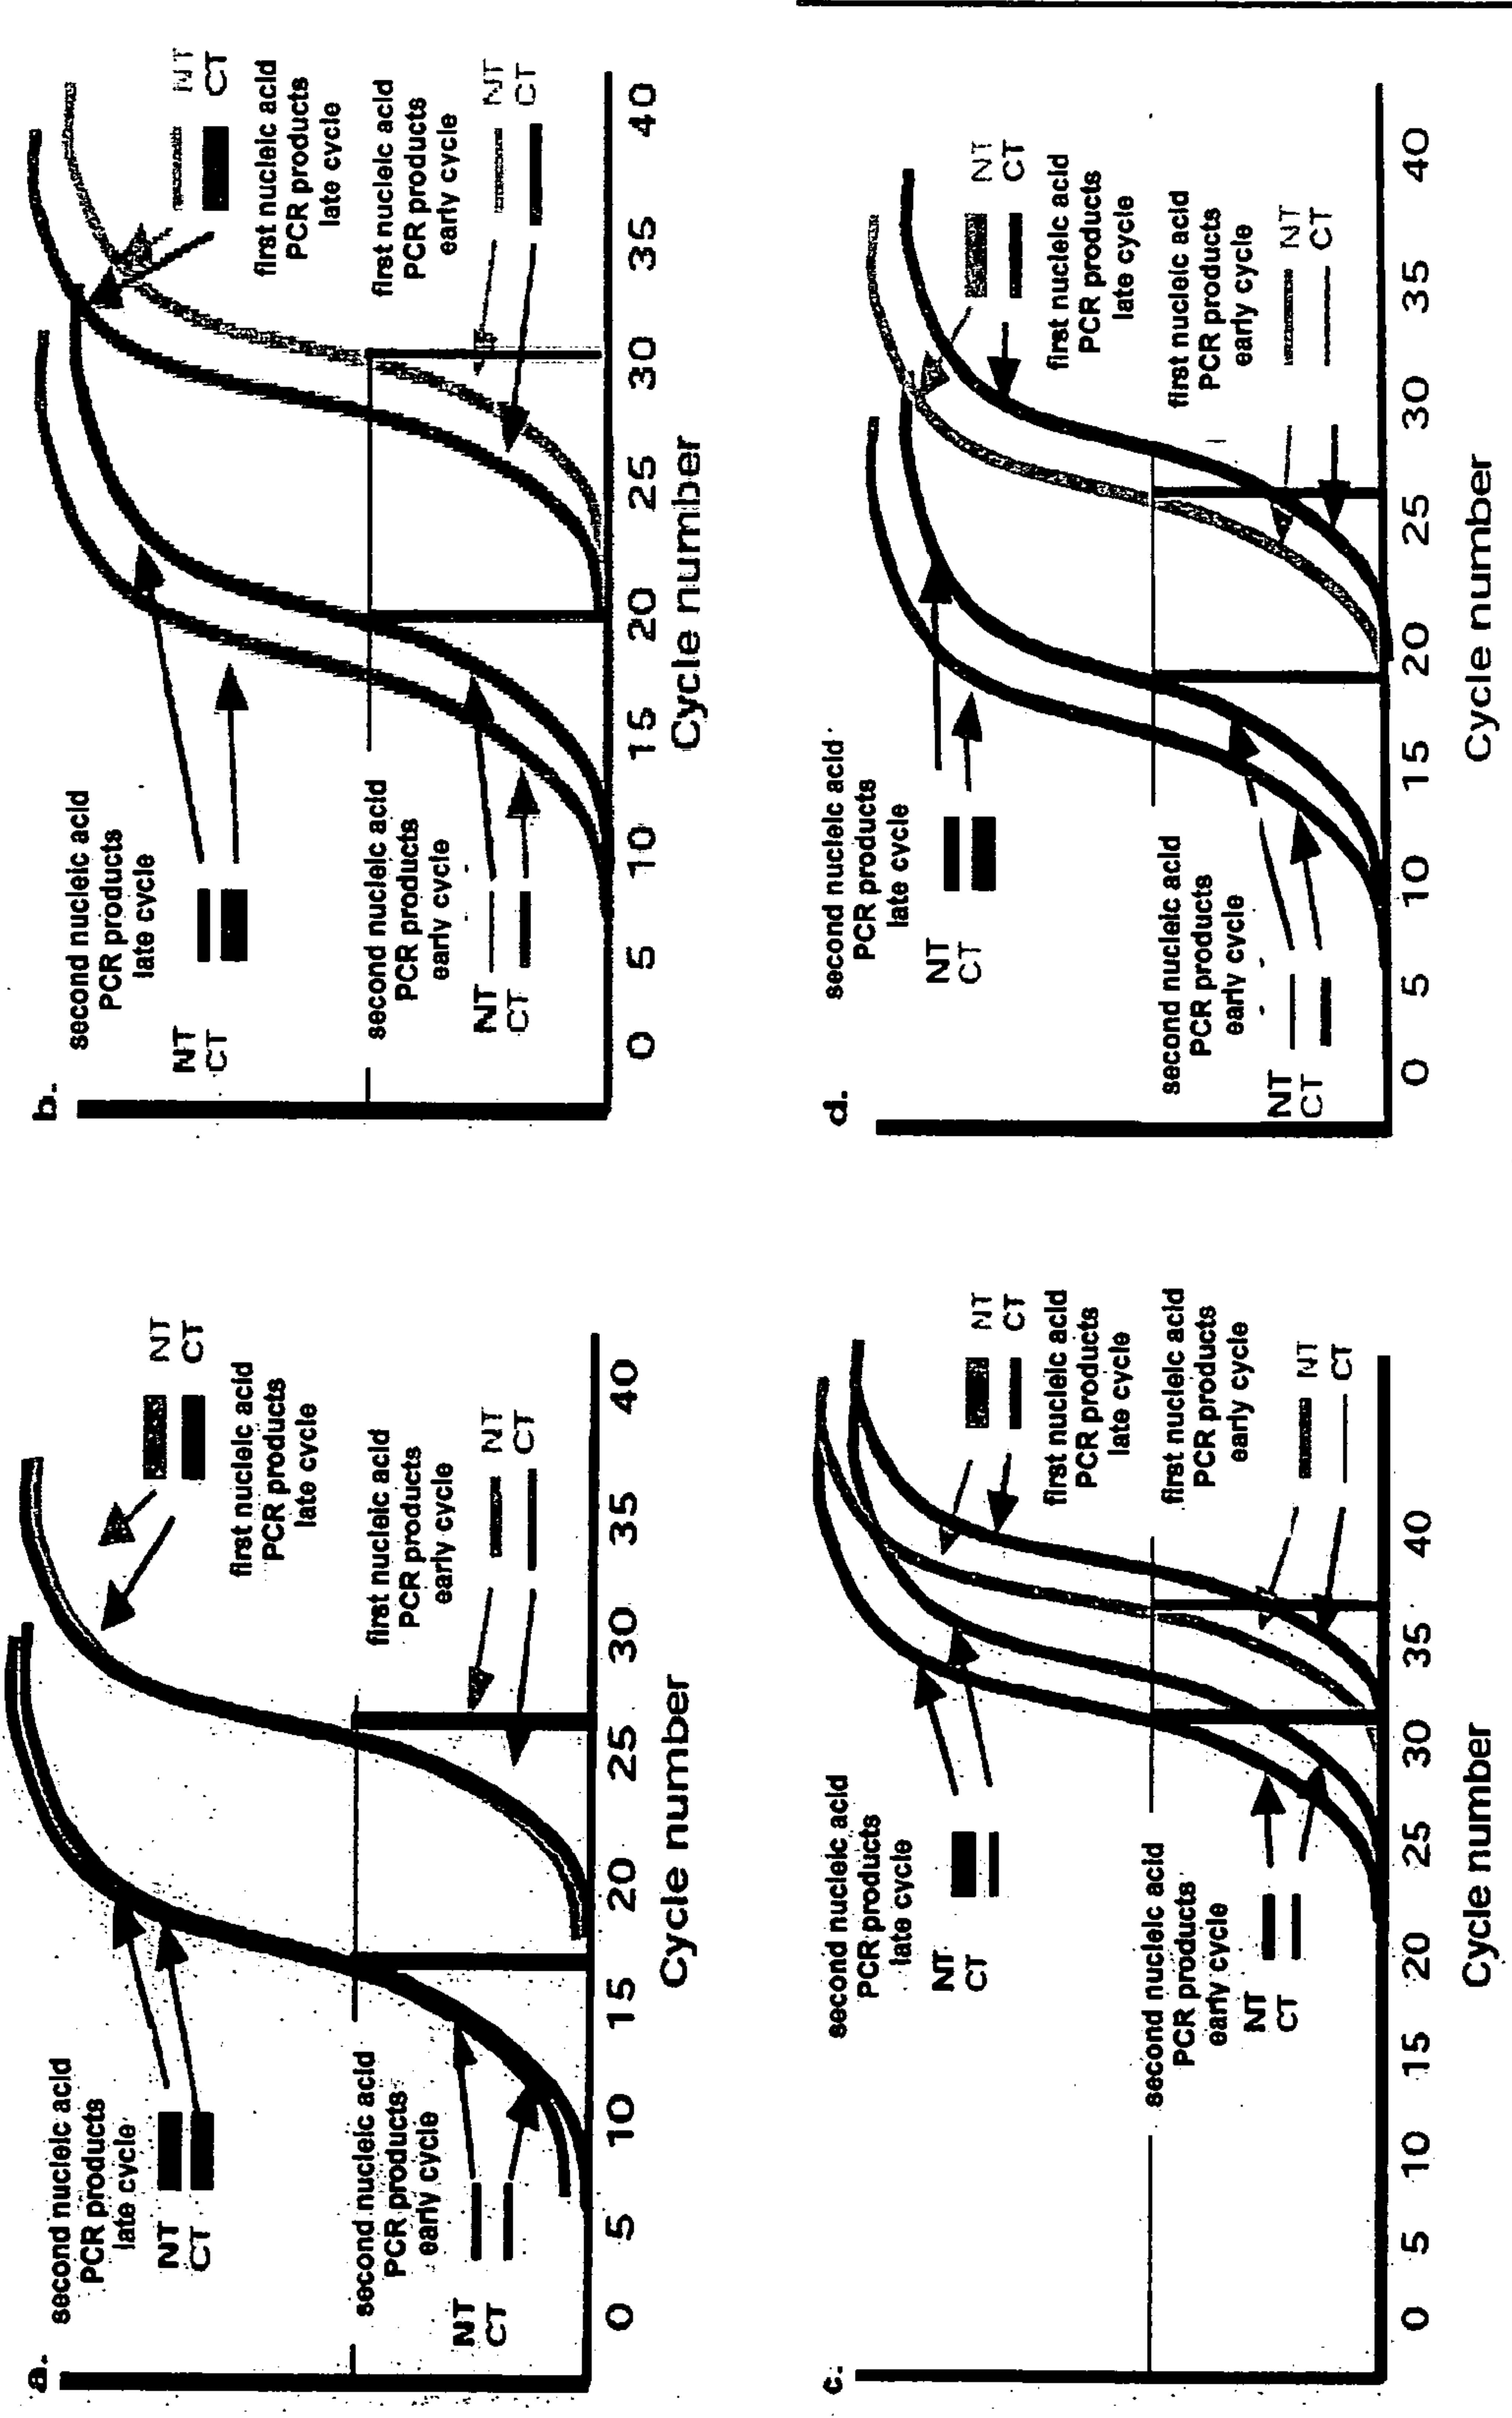 a.
second nucleic acid
PCR products
late cycle
NT
CT
NT
CT
first nucleic acid
PCR products
late cycle
second nucleic acid
PCR products
early cycle
NT
CT
first nucleic acid
PCR products
early cycle
NT
CT
0 5 10 15 20 25 30 35 40
Cycle number
b.
second nucleic acid
PCR products
late cycle
NT
CT
NT
CT
first nucleic acid
PCR products
late cycle
second nucleic acid
PCR products
early cycle
NT
CT
first nucleic acid
PCR products
early cycle
NT
CT
0 5 10 15 20 25 30 35 40
Cycle number
c.
second nucleic acid
PCR products
late cycle
NT
CT
NT
CT
first nucleic acid
PCR products
late cycle
second nucleic acid
PCR products
early cycle
NT
CT
first nucleic acid
PCR products
early cycle
NT
CT
0 5 10 15 20 25 30 35 40
Cycle number
d.
second nucleic acid
PCR products
late cycle
NT
CT
NT
CT
first nucleic acid
PCR products
late cycle
second nucleic acid
PCR products
early cycle
NT
CT
first nucleic acid
PCR products
early cycle
NT
CT
0 5 10 15 20 25 30 35 40
Cycle number